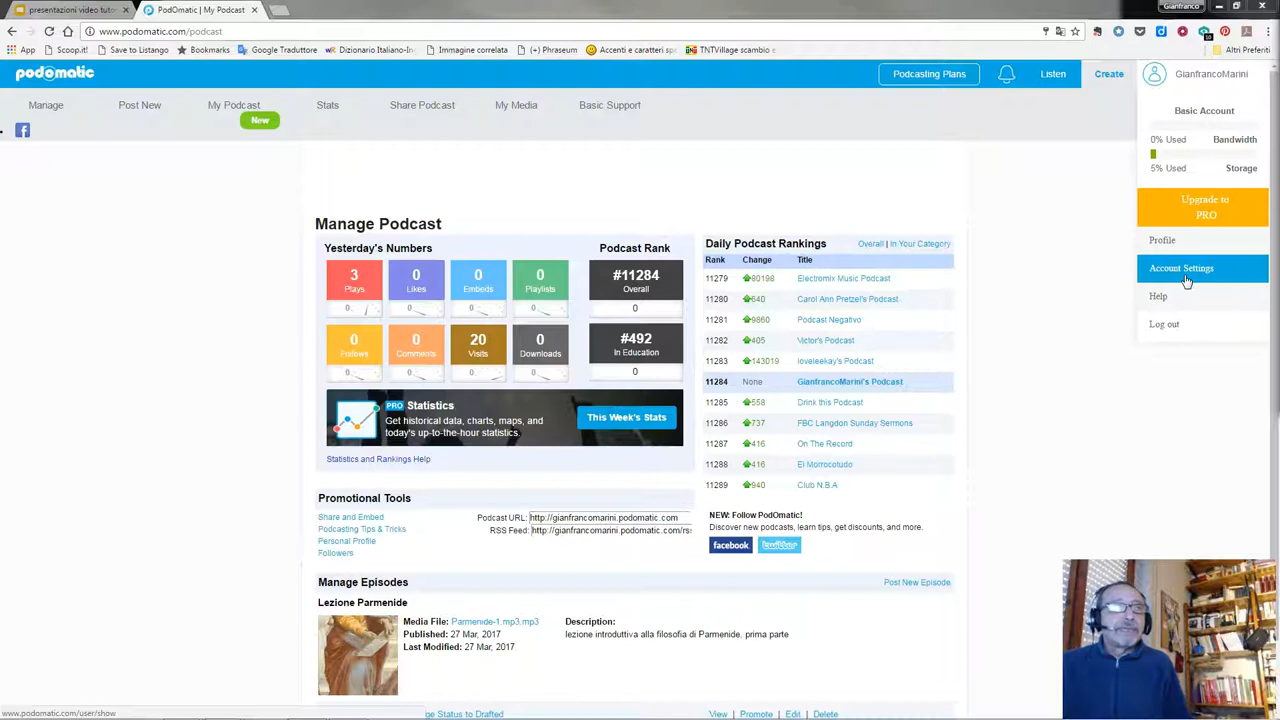 presentazioni video tuto
PodOmatic | My Podcast
Gianfranco
www.podomatic.com/podcast
App
Scoop.it!
Save to Listango
Bookmarks
Google Traduttore
Dizionario Italiano-In
Immagine correlata
(+) Phraseum
Accenti e caratteri spe
TNTVillage scambio e
Altri Preferiti
podomatic
Podcasting Plans
Listen
Create
GianfrancoMarini
Manage
Post New
My Podcast
Stats
Share Podcast
My Media
Basic Support
New
Basic Account
0% Used Bandwidth
5% Used Storage
Upgrade to
PRO
Profile
Account Settings
Help
Log out
Manage Podcast
Yesterday's Numbers
Podcast Rank
3 0 0 0
Plays Likes Embeds Playlists
0 0 0 0
#11284
Overall
0
0 0 20 0
Follows Comments Visits Downloads
0 0 0 0
#492
In Education
0
PRO Statistics
Get historical data, charts, maps, and
today's up-to-the-hour statistics.
This Week's Stats
Statistics and Rankings Help
Daily Podcast Rankings
Overall | In Your Category
Rank Change Title
11279 80198 Electromix Music Podcast
11280 640 Carol Ann Pretzel's Podcast
11281 9860 Podcast Negativo
11282 405 Victor's Podcast
11283 143019 loveleekay's Podcast
11284 None GianfrancoMarini's Podcast
11285 558 Drink this Podcast
11286 737 FBC Langdon Sunday Sermons
11287 416 On The Record
11288 416 El Morrocotudo
11289 940 Club N.B.A
NEW: Follow PodOmatic!
Discover new podcasts, learn tips, get discounts, and more.
facebook
twitter
Promotional Tools
Share and Embed
Podcasting Tips & Tricks
Personal Profile
Followers
Podcast URL: http://gianfrancomarini.podomatic.com
RSS Feed: http://gianfrancomarini.podomatic.com/rs
Manage Episodes
Post New Episode
Lezione Parmenide
Media File: Parmenide-1.mp3.mp3
Published: 27 Mar, 2017
Last Modified: 27 Mar, 2017
Description:
lezione introduttiva alla filosofia di Parmenide, prima parte
www.podomatic.com/user/show
ge Status to Drafted
View | Promote | Edit | Delete